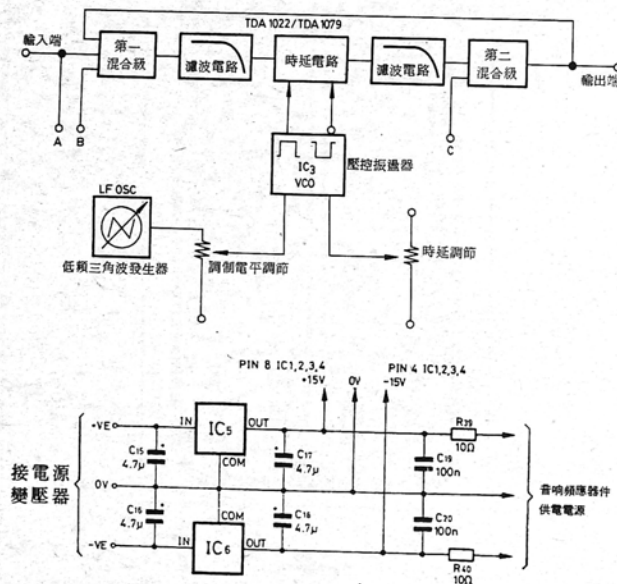 TDA1022/TDA1079
輸入端
第一
混合級
濾波電路
時延電路
濾波電路
第二
混合級
輸出端
A
B
C
IC3
VCO
壓控振盪器
LF OSC
低頻三角波發生器
調制電平調節
時延調節
PIN 8 IC1,2,3,4
+15V
0V
PIN 4 IC1,2,3,4
-15V
+VE
IN
IC5
OUT
R39
10Ω
C15
4.7μ
COM
C17
4.7μ
C19
100n
接電源
變壓器
0V
音响頻應器件
供電電源
C16
4.7μ
COM
C18
4.7μ
C20
100n
-VE
IN
IC6
OUT
R40
10Ω